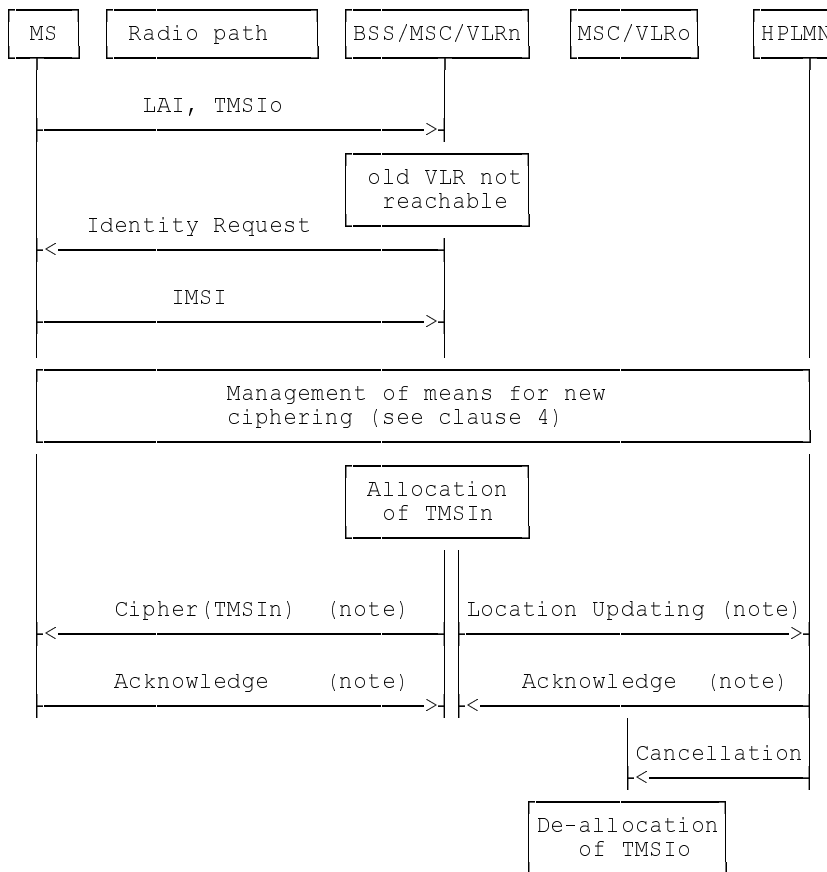 MS Radio path BSS/MSC/VLRn MSC/VLRo HPLMN
LAI, TMSIo
old VLR not
reachable
Identity Request
IMSI
Management of means for new
ciphering (see clause 4)
Allocation
of TMSIn
Cipher(TMSIn) (note) Location Updating (note)
Acknowledge (note) Acknowledge (note)
Cancellation
De-allocation
of TMSIo